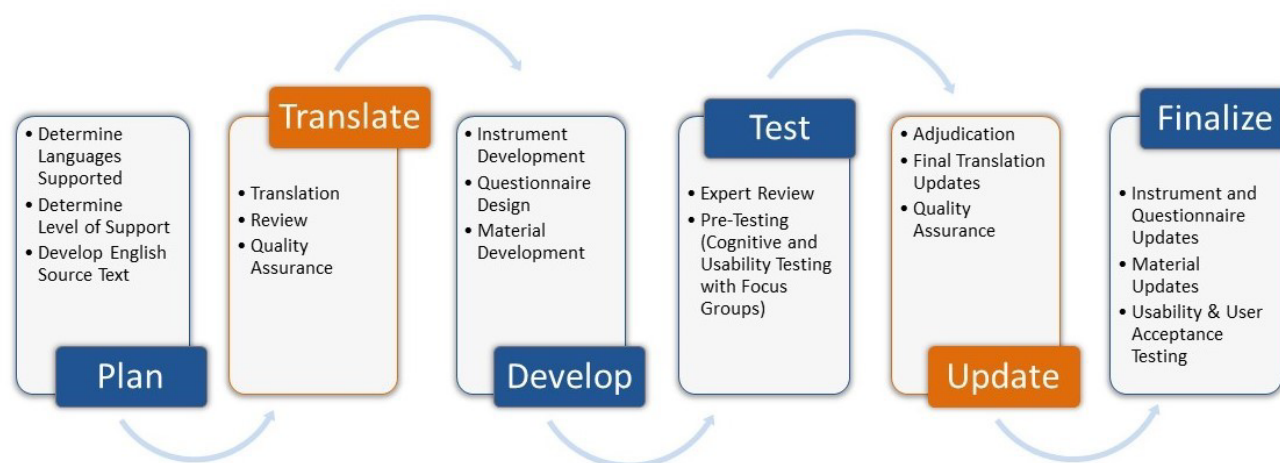 • Determine
Languages
Supported
• Determine
Level of Support
• Develop English
Source Text
Plan
Translate
• Translation
• Review
• Quality
Assurance
• Instrument
Development
• Questionnaire
Design
• Material
Development
Develop
Test
• Expert Review
• Pre-Testing
(Cognitive and
Usability Testing
with Focus
Groups)
• Adjudication
• Final Translation
Updates
• Quality
Assurance
Update
Finalize
• Instrument and
Questionnaire
Updates
• Material
Updates
• Usability & User
Acceptance
Testing